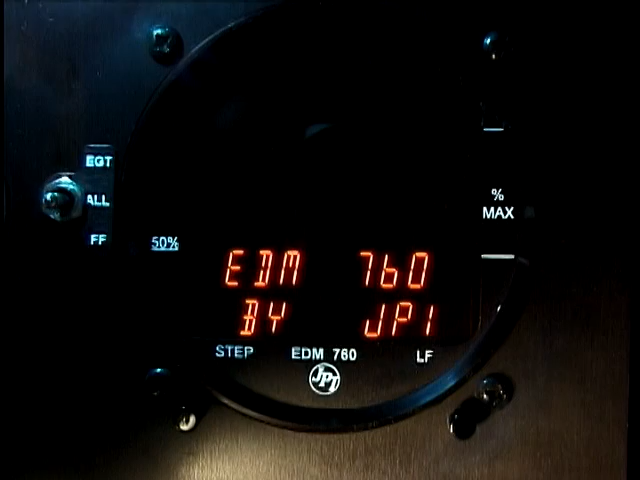 EGT
ALL
FF
50%
%
MAX
EDM 760
BY JPI
STEP EDM 760 LF
JPI